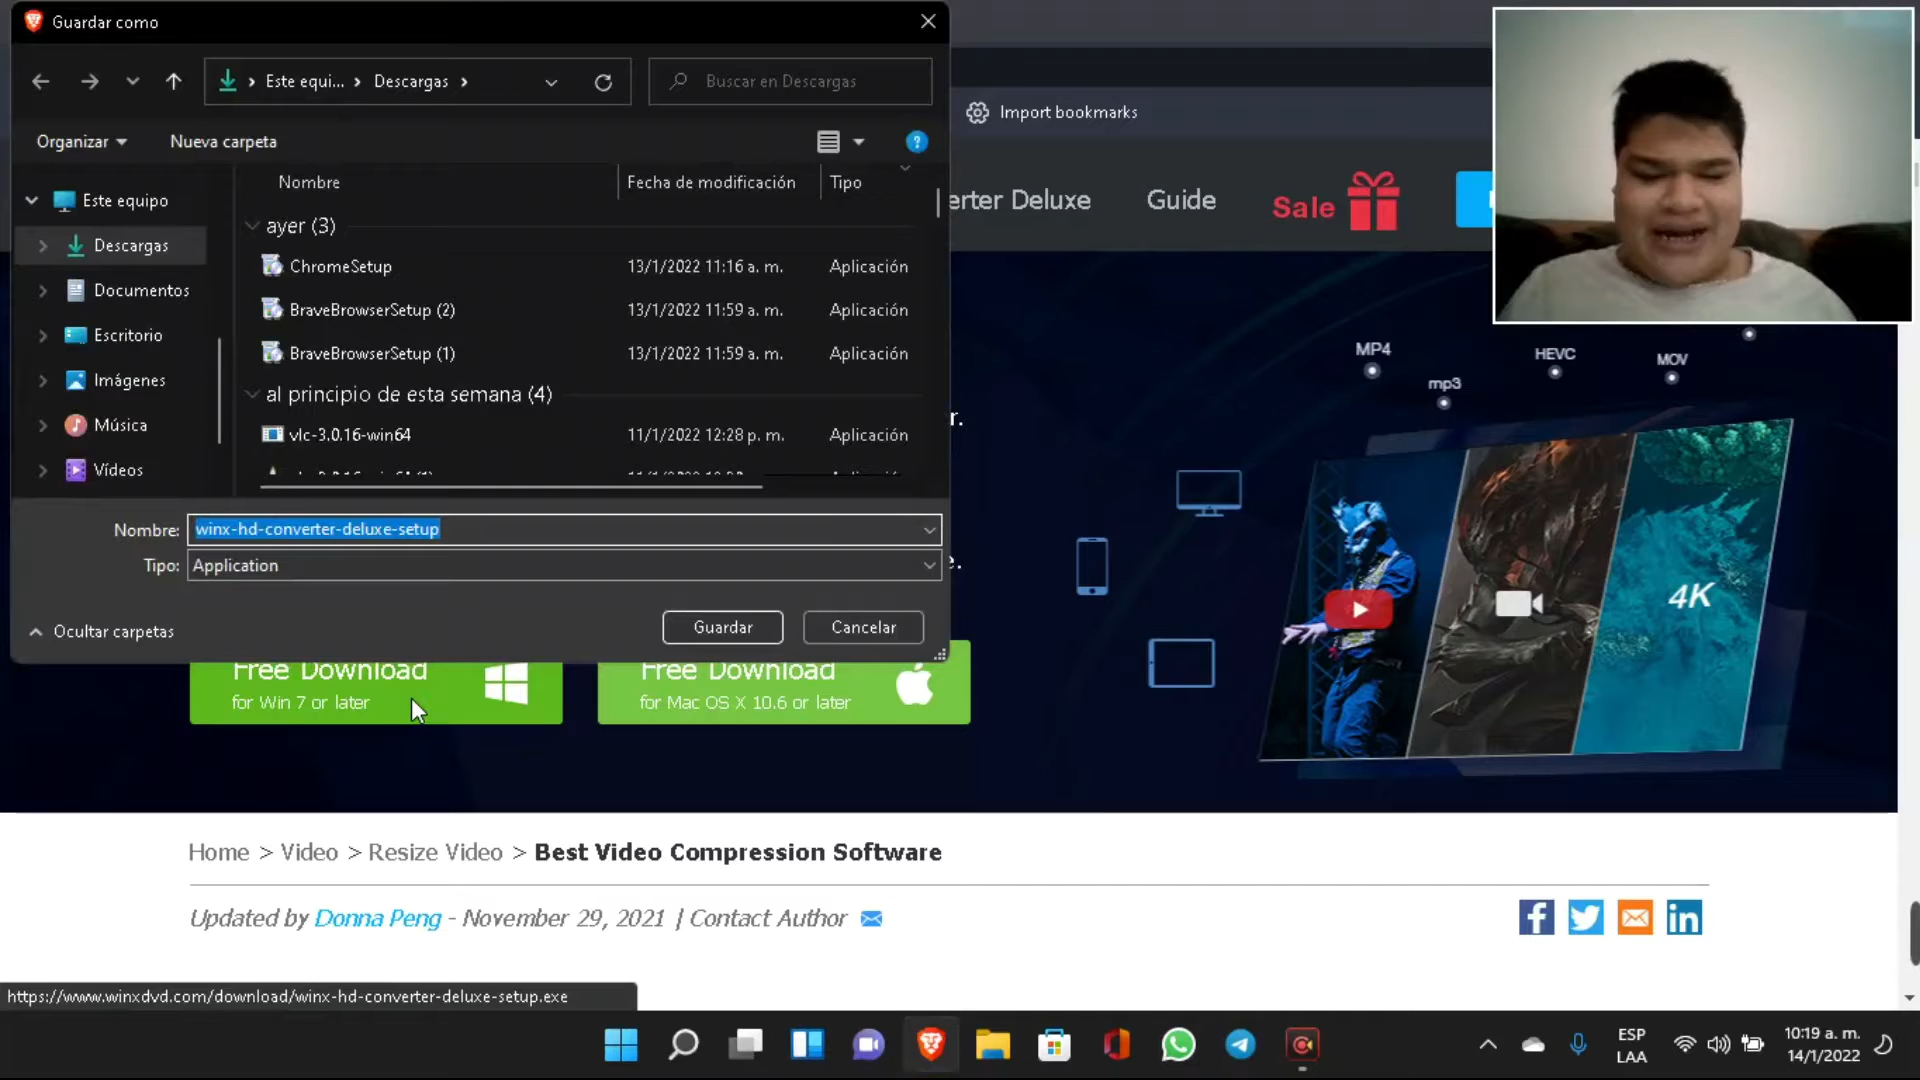 Guardar como
Este equi... > Descargas >
Buscar en Descargas
Import bookmarks
Organizar
Nueva carpeta
Nombre
Fecha de modificación
Tipo
erter Deluxe
Guide
Sale
Este equipo
Descargas
Documentos
Escritorio
Imágenes
Música
Vídeos
ayer (3)
ChromeSetup 13/1/2022 11:16 a. m. Aplicación
BraveBrowserSetup (2) 13/1/2022 11:59 a. m. Aplicación
BraveBrowserSetup (1) 13/1/2022 11:59 a. m. Aplicación
al principio de esta semana (4)
vlc-3.0.16-win64 11/1/2022 12:28 p. m. Aplicación
r.
MP4
mp3
HEVC
MOV
4K
Nombre: winx-hd-converter-deluxe-setup
Tipo: Application
e.
Ocultar carpetas
Guardar
Cancelar
Free Download
for Win 7 or later
Free Download
for Mac OS X 10.6 or later
Home > Video > Resize Video > Best Video Compression Software
Updated by Donna Peng - November 29, 2021 | Contact Author
https://www.winxdvd.com/download/winx-hd-converter-deluxe-setup.exe
ESP
LAA
10:19 a. m.
14/1/2022